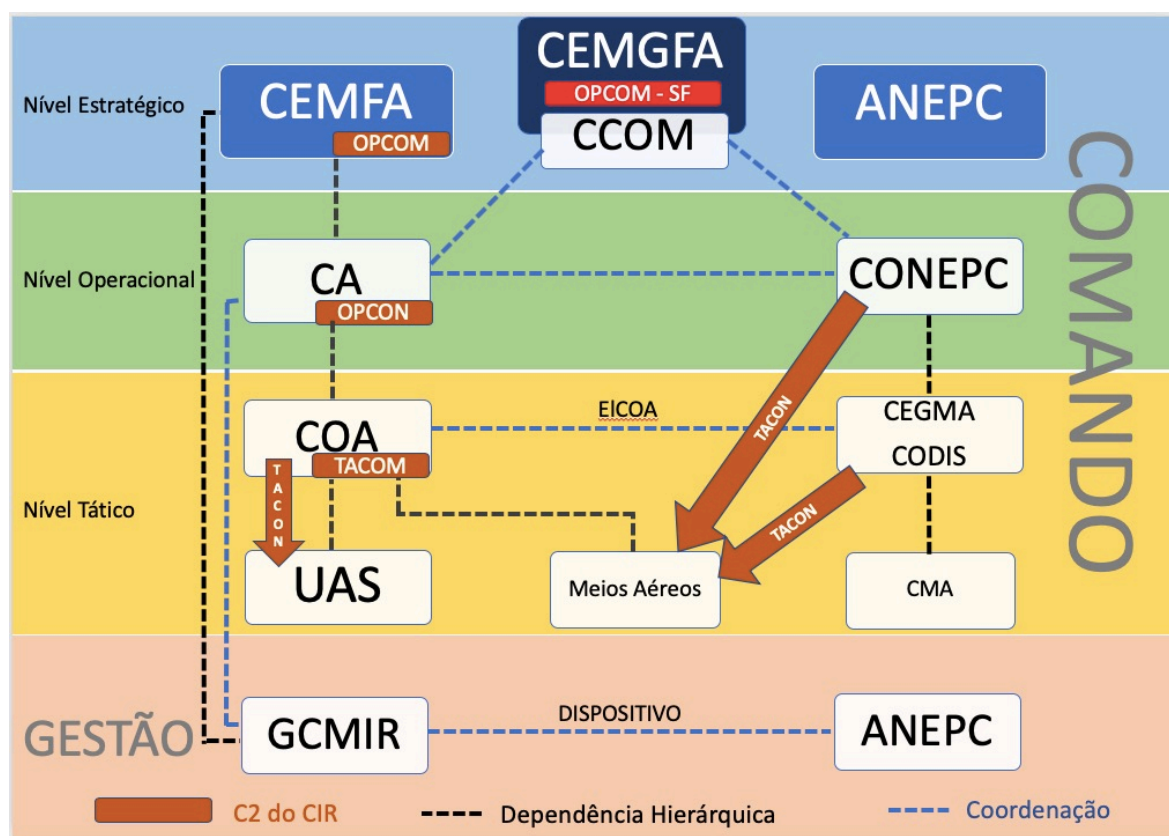 CEMGFA
OPCOM - SF
CCOM
CEMFA
OPCOM
ANEPC
Nível Estratégico
COMANDO
Nível Operacional
CA
OPCON
CONEPC
TACON
EICOA
COA
TACOM
CEGMA
CODIS
TACON
TACON
Nível Tático
UAS
Meios Aéreos
CMA
GESTÃO
GCMIR
DISPOSITIVO
ANEPC
C2 do CIR
Dependência Hierárquica
Coordenação